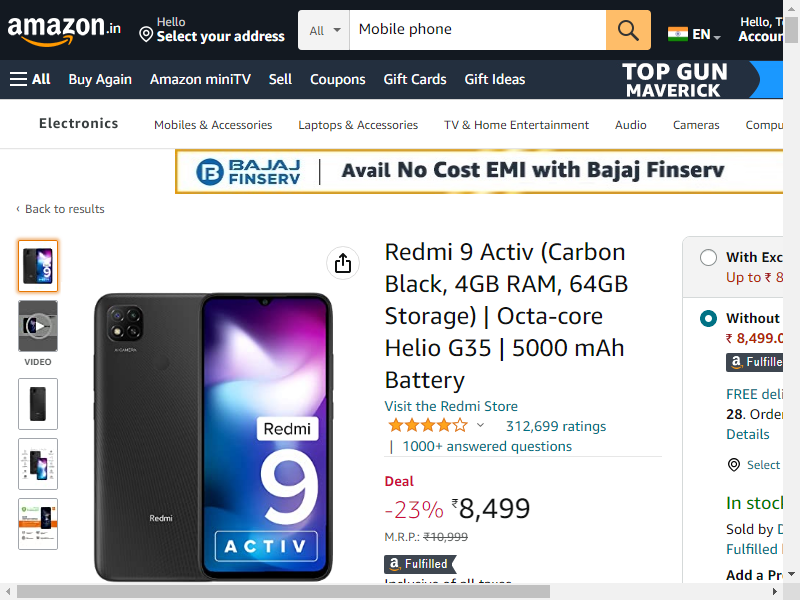 amazon.in
Hello
Select your address
All
Mobile phone
EN
Hello, T
Accoun
All
Buy Again
Amazon miniTV
Sell
Coupons
Gift Cards
Gift Ideas
TOP GUN
MAVERICK
Electronics
Mobiles & Accessories
Laptops & Accessories
TV & Home Entertainment
Audio
Cameras
Compu
BAJAJ
FINSERV
Avail No Cost EMI with Bajaj Finserv
‹ Back to results
VIDEO
AI CAMERA
Redmi
Redmi
9
ACTIV
Redmi 9 Activ (Carbon
Black, 4GB RAM, 64GB
Storage) | Octa-core
Helio G35 | 5000 mAh
Battery
Visit the Redmi Store
312,699 ratings
| 1000+ answered questions
Deal
-23% ₹8,499
M.R.P.: ₹10,999
a Fulfilled
Inclusive of all taxes
With Exc
Up to ₹ 8
Without
₹ 8,499.0
a Fulfille
FREE deli
28. Order
Details
Select
In stock
Sold by
Fulfilled
Add a Pr